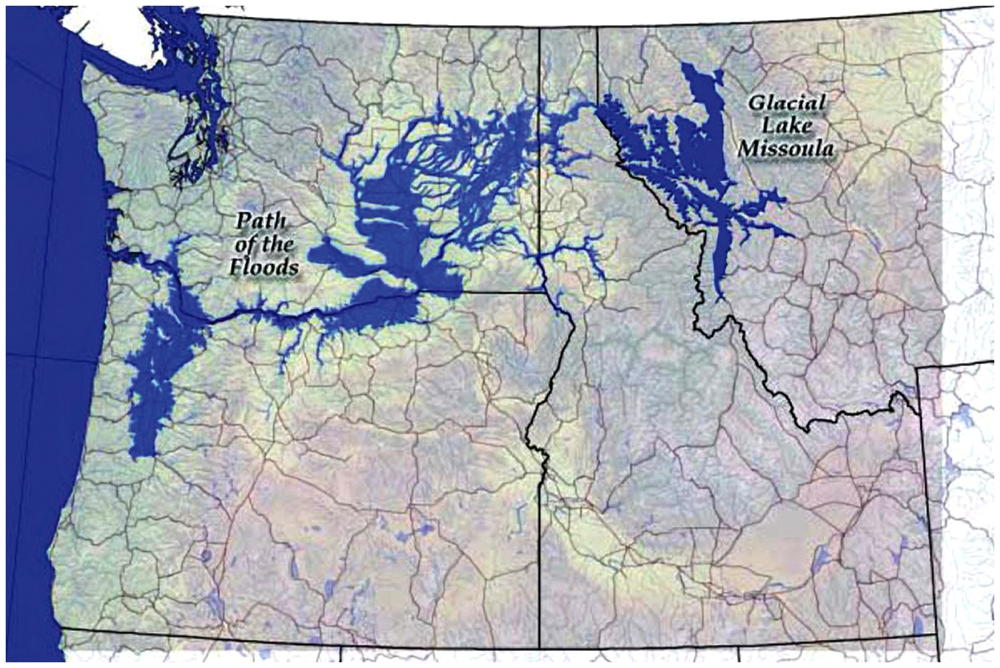 Glacial
Lake
Missoula
Path
of the
Floods